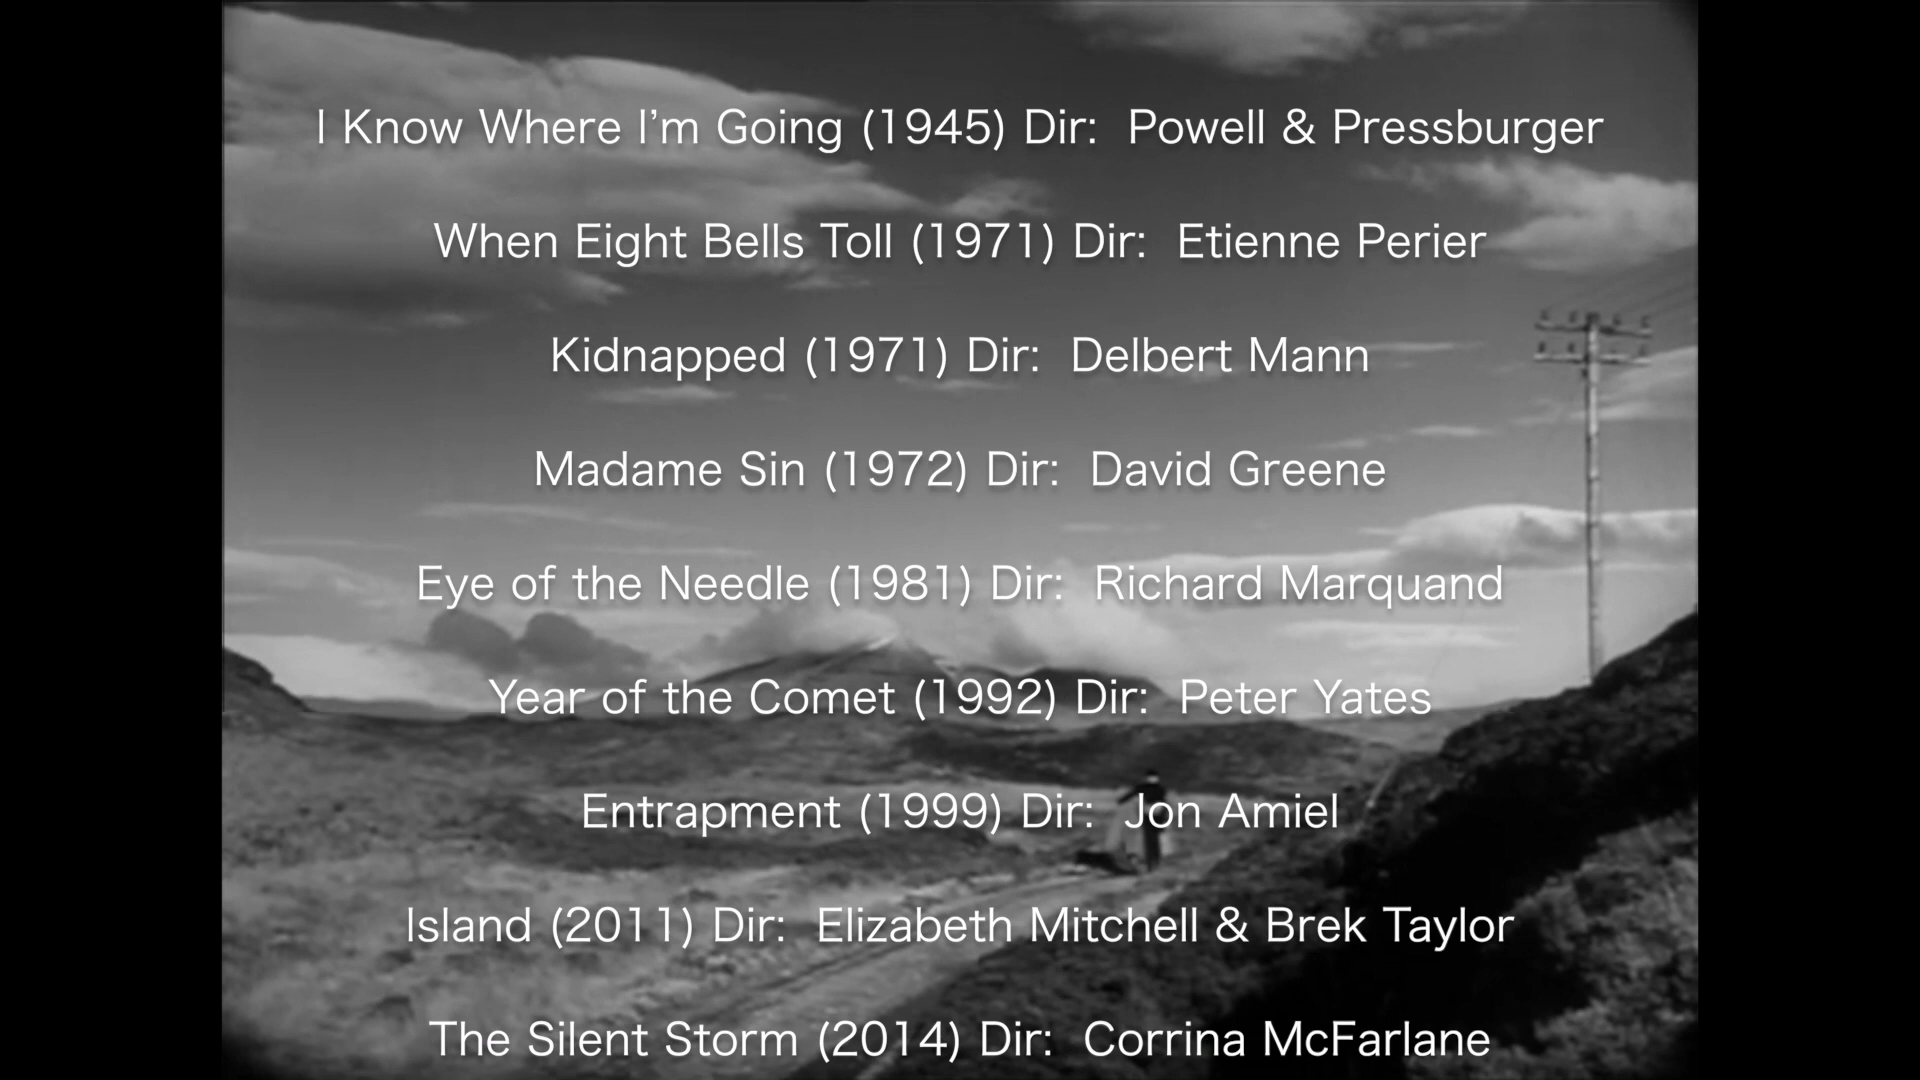 I Know Where I’m Going (1945) Dir: Powell & Pressburger
When Eight Bells Toll (1971) Dir: Etienne Perier
Kidnapped (1971) Dir: Delbert Mann
Madame Sin (1972) Dir: David Greene
Eye of the Needle (1981) Dir: Richard Marquand
Year of the Comet (1992) Dir: Peter Yates
Entrapment (1999) Dir: Jon Amiel
Island (2011) Dir: Elizabeth Mitchell & Brek Taylor
The Silent Storm (2014) Dir: Corrina McFarlane